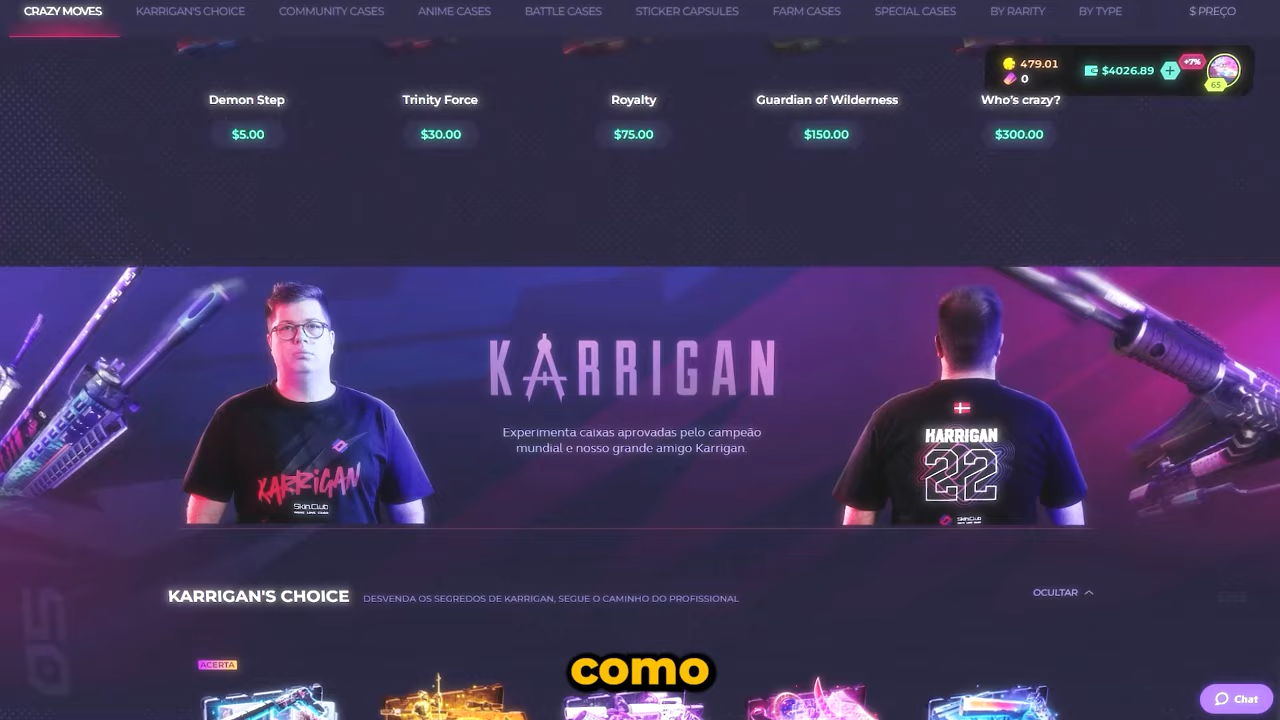 CRAZY MOVES KARRIGAN'S CHOICE COMMUNITY CASES ANIME CASES BATTLE CASES STICKER CAPSULES FARM CASES SPECIAL CASES BY RARITY BY TYPE $ PREÇO
479.01 $4026.89 + +7%
0 65
Demon Step Trinity Force Royalty Guardian of Wilderness Who's crazy?
$5.00 $30.00 $75.00 $150.00 $300.00
KARRIGAN
Experimenta caixas aprovadas pelo campeão
mundial e nosso grande amigo Karrigan.
HARRIGAN
22
KARRIGAN
Skin.Club
Skin.Club
KARRIGAN'S CHOICE DESVENDA OS SEGREDOS DE KARRIGAN, SEGUE O CAMINHO DO PROFISSIONAL OCULTAR
ACERTA
como
Chat